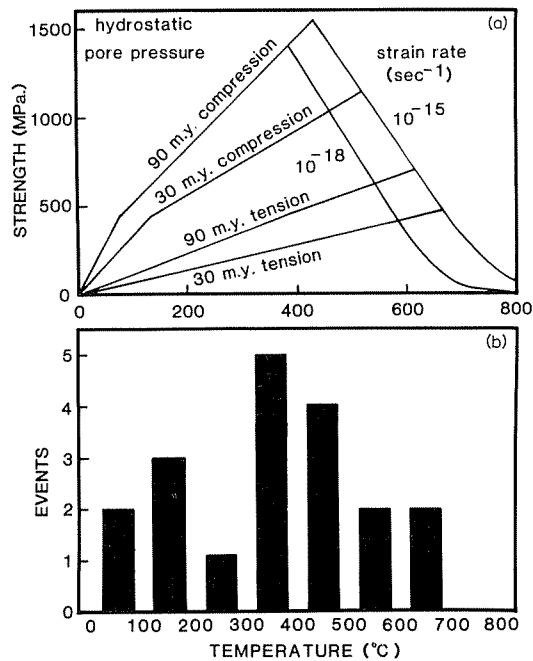 hydrostatic
pore pressure
(a)
strain rate
(sec⁻¹)
10⁻¹⁵
10⁻¹⁸
90 m.y. compression
30 m.y. compression
90 m.y. tension
30 m.y. tension
STRENGTH (MPa.)
1500
1000
500
0
0 200 400 600 800
(b)
EVENTS
5
4
3
2
1
0
0 100 200 300 400 500 600 700 800
TEMPERATURE (°C)